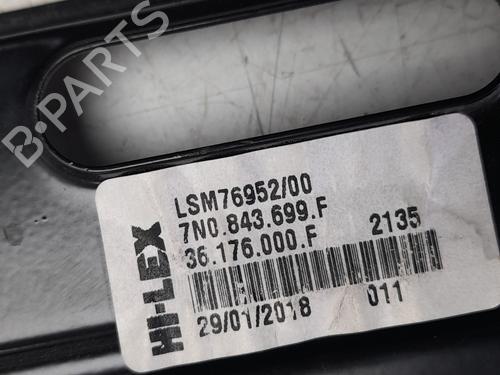 B-PARTS
HI-LEX
LSM76952/00
7N0.843.699.F
36.176.000.F 2135
29/01/2018 011